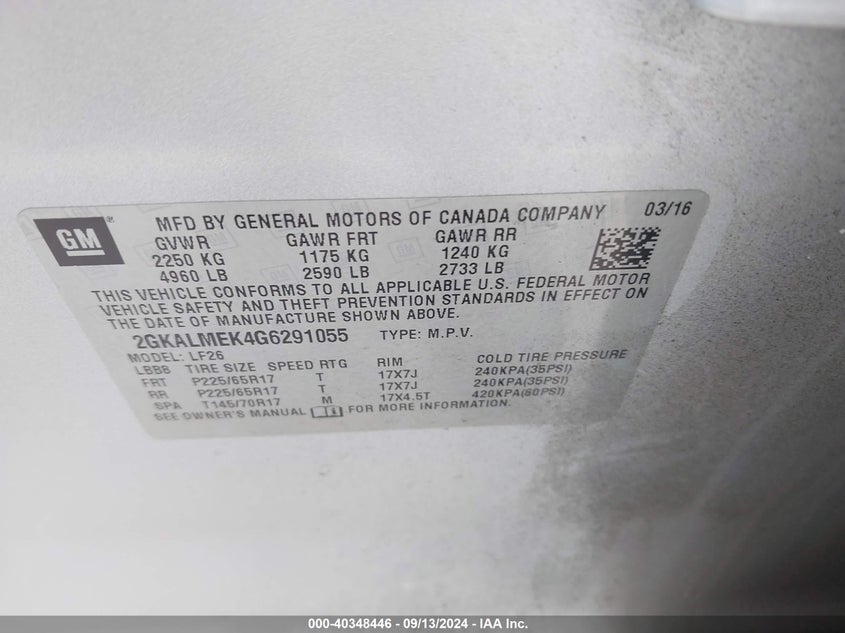 GM
MFD BY GENERAL MOTORS OF CANADA COMPANY 03/16
GVWR GAWR FRT GAWR RR
2250 KG 1175 KG 1240 KG
4960 LB 2590 LB 2733 LB
THIS VEHICLE CONFORMS TO ALL APPLICABLE U.S. FEDERAL MOTOR
VEHICLE SAFETY AND THEFT PREVENTION STANDARDS IN EFFECT ON
THE DATE OF MANUFACTURE SHOWN ABOVE.
2GKALMEK4G6291055 TYPE: M.P.V.
MODEL: LF26
LBBB TIRE SIZE SPEED RTG RIM COLD TIRE PRESSURE
FRT P225/65R17 T 17X7J 240KPA(35PSI)
RR P225/65R17 T 17X7J 240KPA(35PSI)
SPA T145/70R17 M 17X4.5T 420KPA(60PSI)
SEE OWNER'S MANUAL FOR MORE INFORMATION.
000-40348446 - 09/13/2024 - IAA Inc.